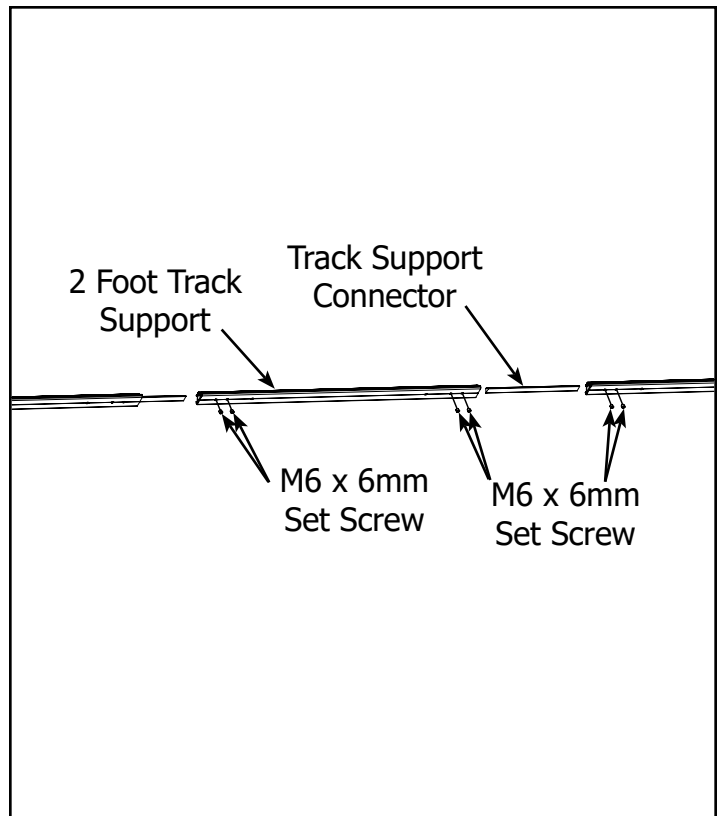 2 Foot Track
Support
Track Support
Connector
M6 x 6mm
Set Screw
M6 x 6mm
Set Screw